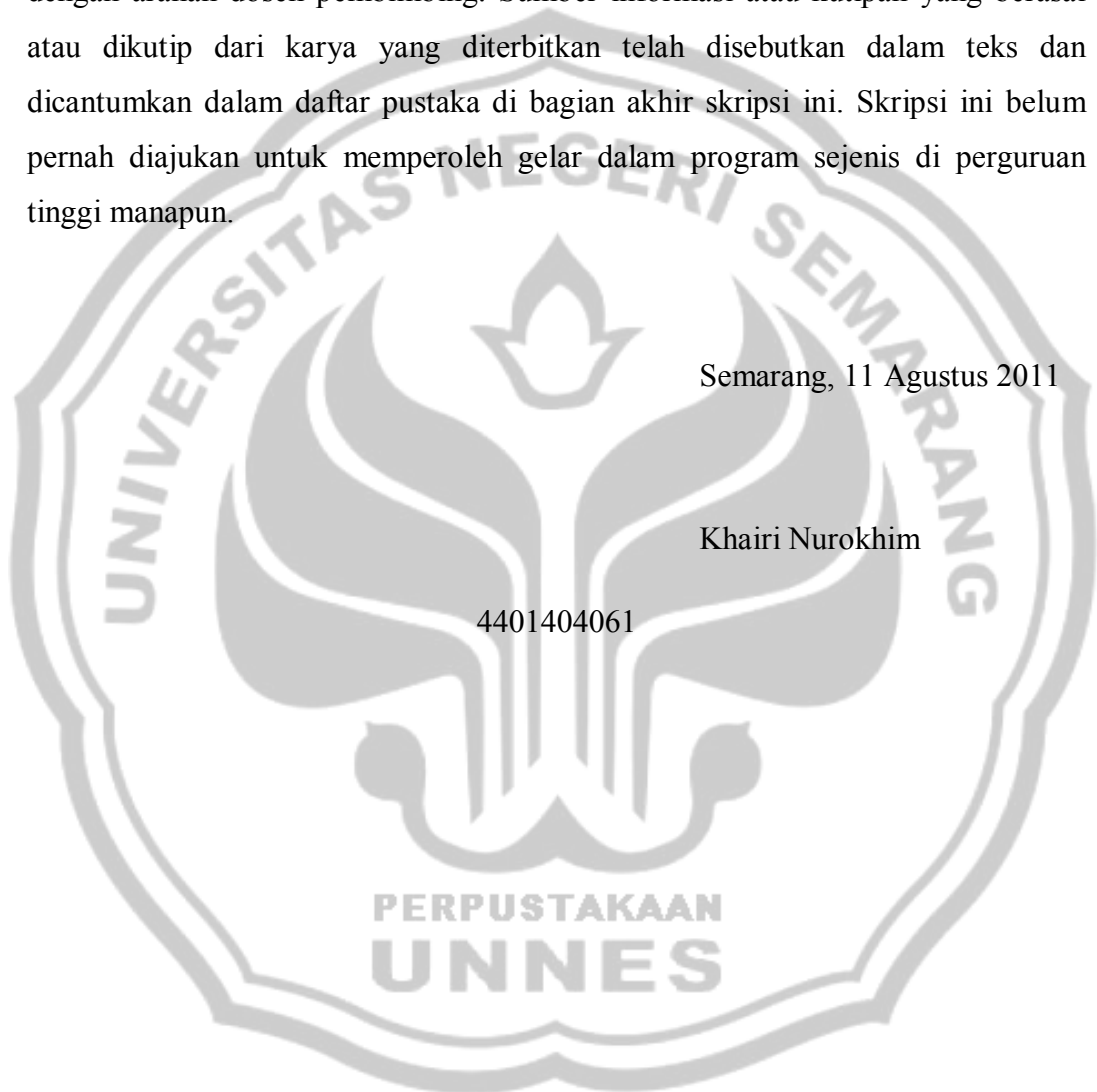 atau dikutip dari karya yang diterbitkan telah disebutkan dalam teks dan
dicantumkan dalam daftar pustaka di bagian akhir skripsi ini. Skripsi ini belum
pernah diajukan untuk memperoleh gelar dalam program sejenis di perguruan
tinggi manapun.
UNIVERSITAS NEGERI SEMARANG
Semarang, 11 Agustus 2011
Khairi Nurokhim
4401404061
PERPUSTAKAAN
UNNES